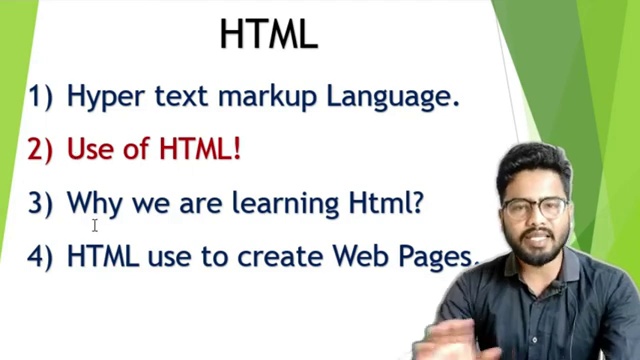 HTML
1) Hyper text markup Language.
2) Use of HTML!
3) Why we are learning Html?
4) HTML use to create Web Pages.